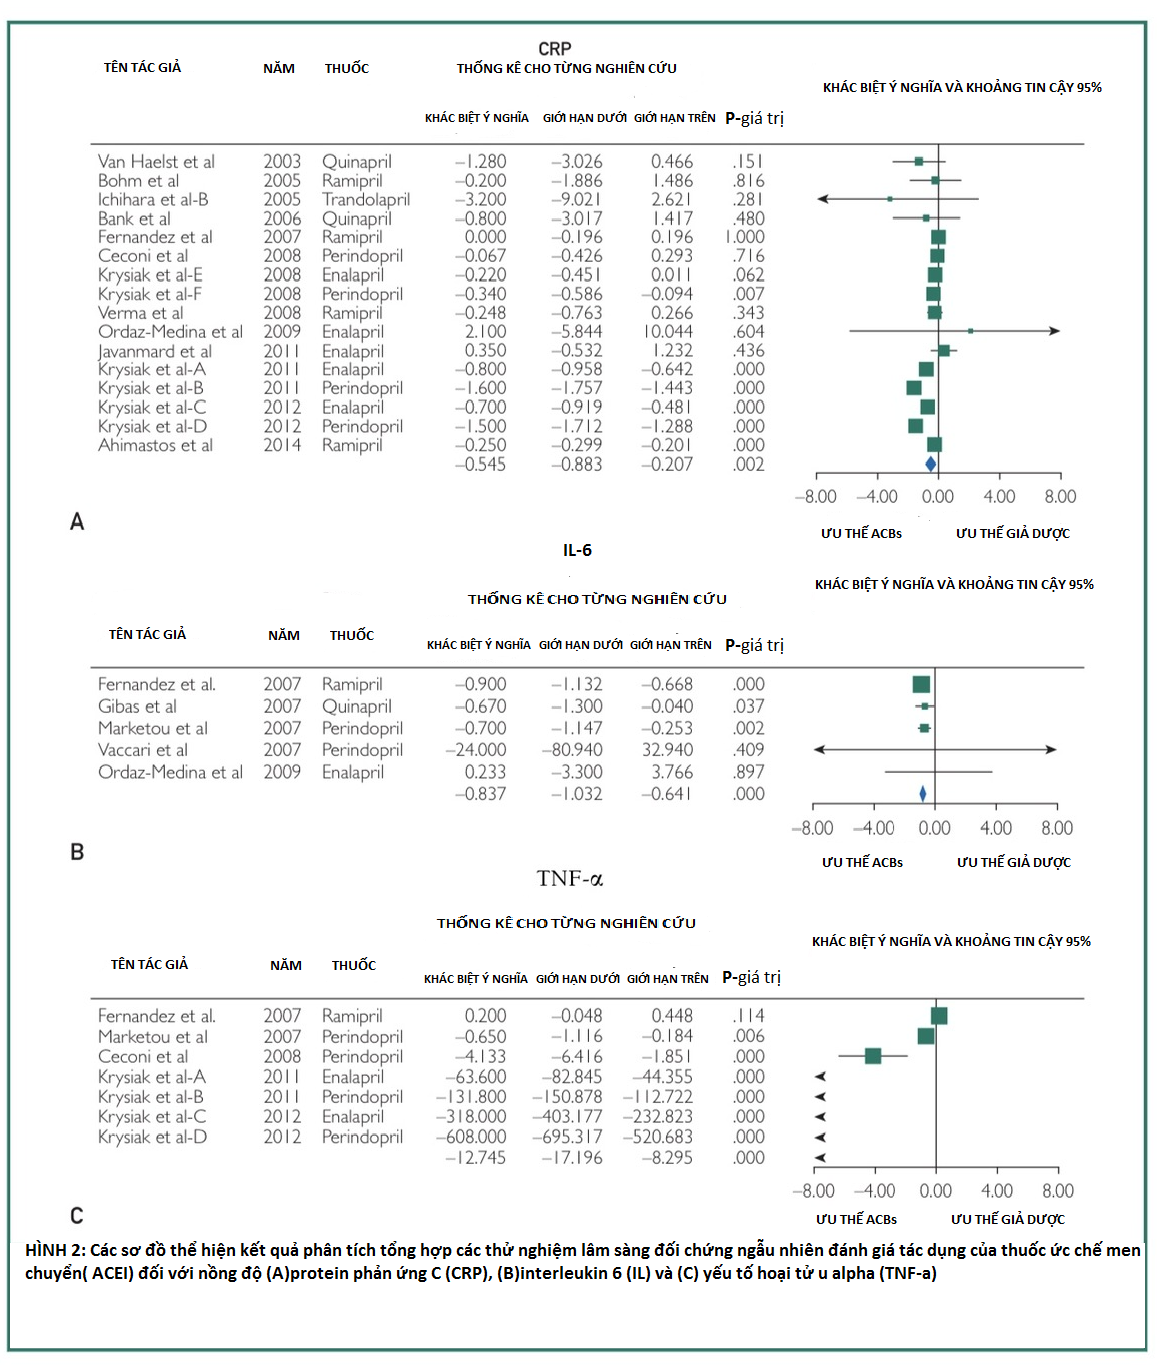 CRP
TÊN TÁC GIẢ NĂM THUỐC THỐNG KÊ CHO TỪNG NGHIÊN CỨU
KHÁC BIỆT Ý NGHĨA VÀ KHOẢNG TIN CẬY 95%
KHÁC BIỆT Ý NGHĨA GIỚI HẠN DƯỚI GIỚI HẠN TRÊN P-giá trị
Van Haelst et al 2003 Quinapril −1.280 −3.026 0.466 .151
Bohm et al 2005 Ramipril −0.200 −1.886 1.486 .816
Ichihara et al-B 2005 Trandolapril −3.200 −9.021 2.621 .281
Bank et al 2006 Quinapril −0.800 −3.017 1.417 .480
Fernandez et al 2007 Ramipril 0.000 −0.196 0.196 1.000
Ceconi et al 2008 Perindopril −0.067 −0.426 0.293 .716
Krysiak et al-E 2008 Enalapril −0.220 −0.451 0.011 .062
Krysiak et al-F 2008 Perindopril −0.340 −0.586 −0.094 .007
Verma et al 2008 Ramipril −0.248 −0.763 0.266 .343
Ordaz-Medina et al 2009 Enalapril 2.100 −5.844 10.044 .604
Javanmard et al 2011 Enalapril 0.350 −0.532 1.232 .436
Krysiak et al-A 2011 Enalapril −0.800 −0.958 −0.642 .000
Krysiak et al-B 2011 Perindopril −1.600 −1.757 −1.443 .000
Krysiak et al-C 2012 Enalapril −0.700 −0.919 −0.481 .000
Krysiak et al-D 2012 Perindopril −1.500 −1.712 −1.288 .000
Ahimastos et al 2014 Ramipril −0.250 −0.299 −0.201 .000
−0.545 −0.883 −0.207 .002
−8.00 −4.00 0.00 4.00 8.00
A
ƯU THẾ ACBs ƯU THẾ GIẢ DƯỢC
IL-6
KHÁC BIỆT Ý NGHĨA VÀ KHOẢNG TIN CẬY 95%
THỐNG KÊ CHO TỪNG NGHIÊN CỨU
TÊN TÁC GIẢ NĂM THUỐC
KHÁC BIỆT Ý NGHĨA GIỚI HẠN DƯỚI GIỚI HẠN TRÊN P-giá trị
Fernandez et al. 2007 Ramipril −0.900 −1.132 −0.668 .000
Gibas et al 2007 Quinapril −0.670 −1.300 −0.040 .037
Marketou et al 2007 Perindopril −0.700 −1.147 −0.253 .002
Vaccari et al 2007 Perindopril −24.000 −80.940 32.940 .409
Ordaz-Medina et al 2009 Enalapril 0.233 −3.300 3.766 .897
−0.837 −1.032 −0.641 .000
−8.00 −4.00 0.00 4.00 8.00
B
ƯU THẾ ACBs ƯU THẾ GIẢ DƯỢC
TNF-α
THỐNG KÊ CHO TỪNG NGHIÊN CỨU
KHÁC BIỆT Ý NGHĨA VÀ KHOẢNG TIN CẬY 95%
TÊN TÁC GIẢ NĂM THUỐC
KHÁC BIỆT Ý NGHĨA GIỚI HẠN DƯỚI GIỚI HẠN TRÊN P-giá trị
Fernandez et al. 2007 Ramipril 0.200 −0.048 0.448 .114
Marketou et al 2007 Perindopril −0.650 −1.116 −0.184 .006
Ceconi et al 2008 Perindopril −4.133 −6.416 −1.851 .000
Krysiak et al-A 2011 Enalapril −63.600 −82.845 −44.355 .000
Krysiak et al-B 2011 Perindopril −131.800 −150.878 −112.722 .000
Krysiak et al-C 2012 Enalapril −318.000 −403.177 −232.823 .000
Krysiak et al-D 2012 Perindopril −608.000 −695.317 −520.683 .000
−12.745 −17.196 −8.295 .000
−8.00 −4.00 0.00 4.00 8.00
C
ƯU THẾ ACBs ƯU THẾ GIẢ DƯỢC
HÌNH 2: Các sơ đồ thể hiện kết quả phân tích tổng hợp các thử nghiệm lâm sàng đối chứng ngẫu nhiên đánh giá tác dụng của thuốc ức chế men
chuyển( ACEI) đối với nồng độ (A)protein phản ứng C (CRP), (B)interleukin 6 (IL) và (C) yếu tố hoại tử u alpha (TNF-a)